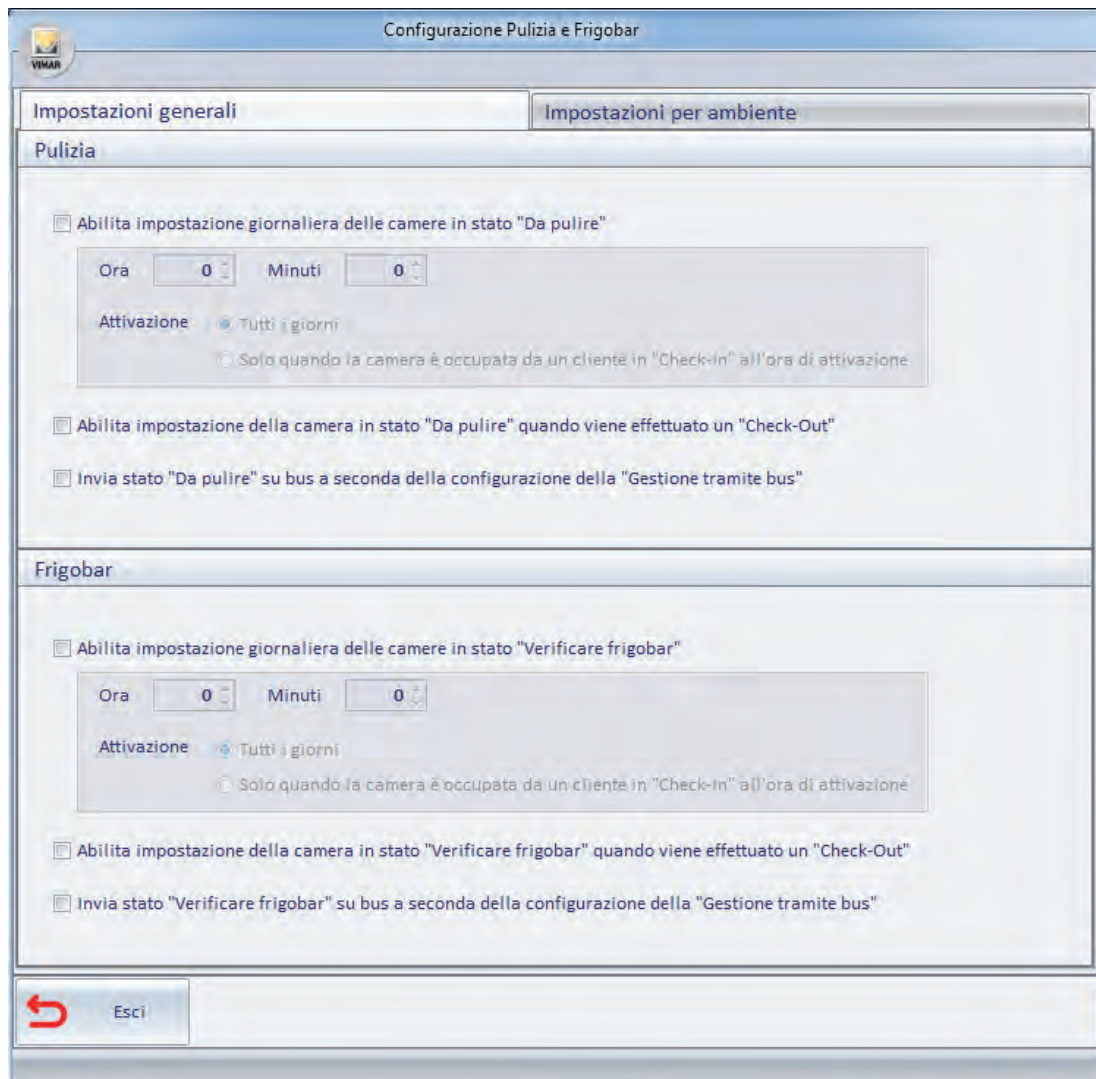 Configurazione Pulizia e Frigobar
VIMAR
Impostazioni generali
Impostazioni per ambiente
Pulizia
Abilita impostazione giornaliera delle camere in stato "Da pulire"
Ora 0 Minuti 0
Attivazione Tutti i giorni
Solo quando la camera è occupata da un cliente in "Check-In" all'ora di attivazione
Abilita impostazione della camera in stato "Da pulire" quando viene effettuato un "Check-Out"
Invia stato "Da pulire" su bus a seconda della configurazione della "Gestione tramite bus"
Frigobar
Abilita impostazione giornaliera delle camere in stato "Verificare frigobar"
Ora 0 Minuti 0
Attivazione Tutti i giorni
Solo quando la camera è occupata da un cliente in "Check-In" all'ora di attivazione
Abilita impostazione della camera in stato "Verificare frigobar" quando viene effettuato un "Check-Out"
Invia stato "Verificare frigobar" su bus a seconda della configurazione della "Gestione tramite bus"
Esci